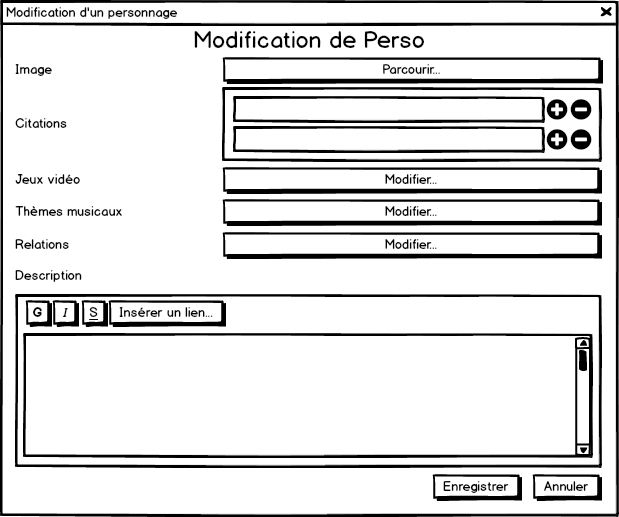 Modification d'un personnage
Modification de Perso
Image
Parcourir...
Citations
Jeux vidéo
Modifier...
Thèmes musicaux
Modifier...
Relations
Modifier...
Description
G I S Insérer un lien...
Enregistrer Annuler